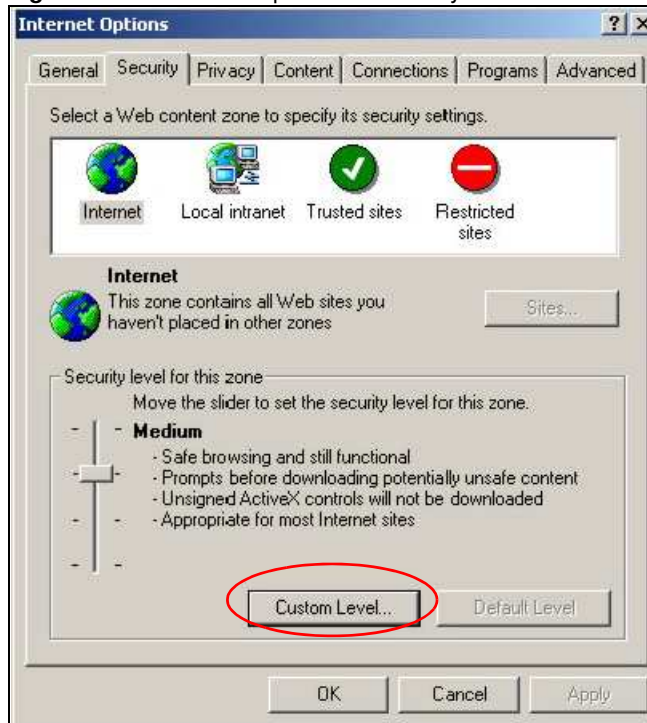 Internet Options
General Security Privacy Content Connections Programs Advanced
Select a Web content zone to specify its security settings.
Internet Local intranet Trusted sites Restricted
sites
Internet
This zone contains all Web sites you
haven't placed in other zones
Sites...
Security level for this zone
Move the slider to set the security level for this zone.
Medium
- Safe browsing and still functional
- Prompts before downloading potentially unsafe content
- Unsigned ActiveX controls will not be downloaded
- Appropriate for most Internet sites
Custom Level... Default Level
OK Cancel Apply